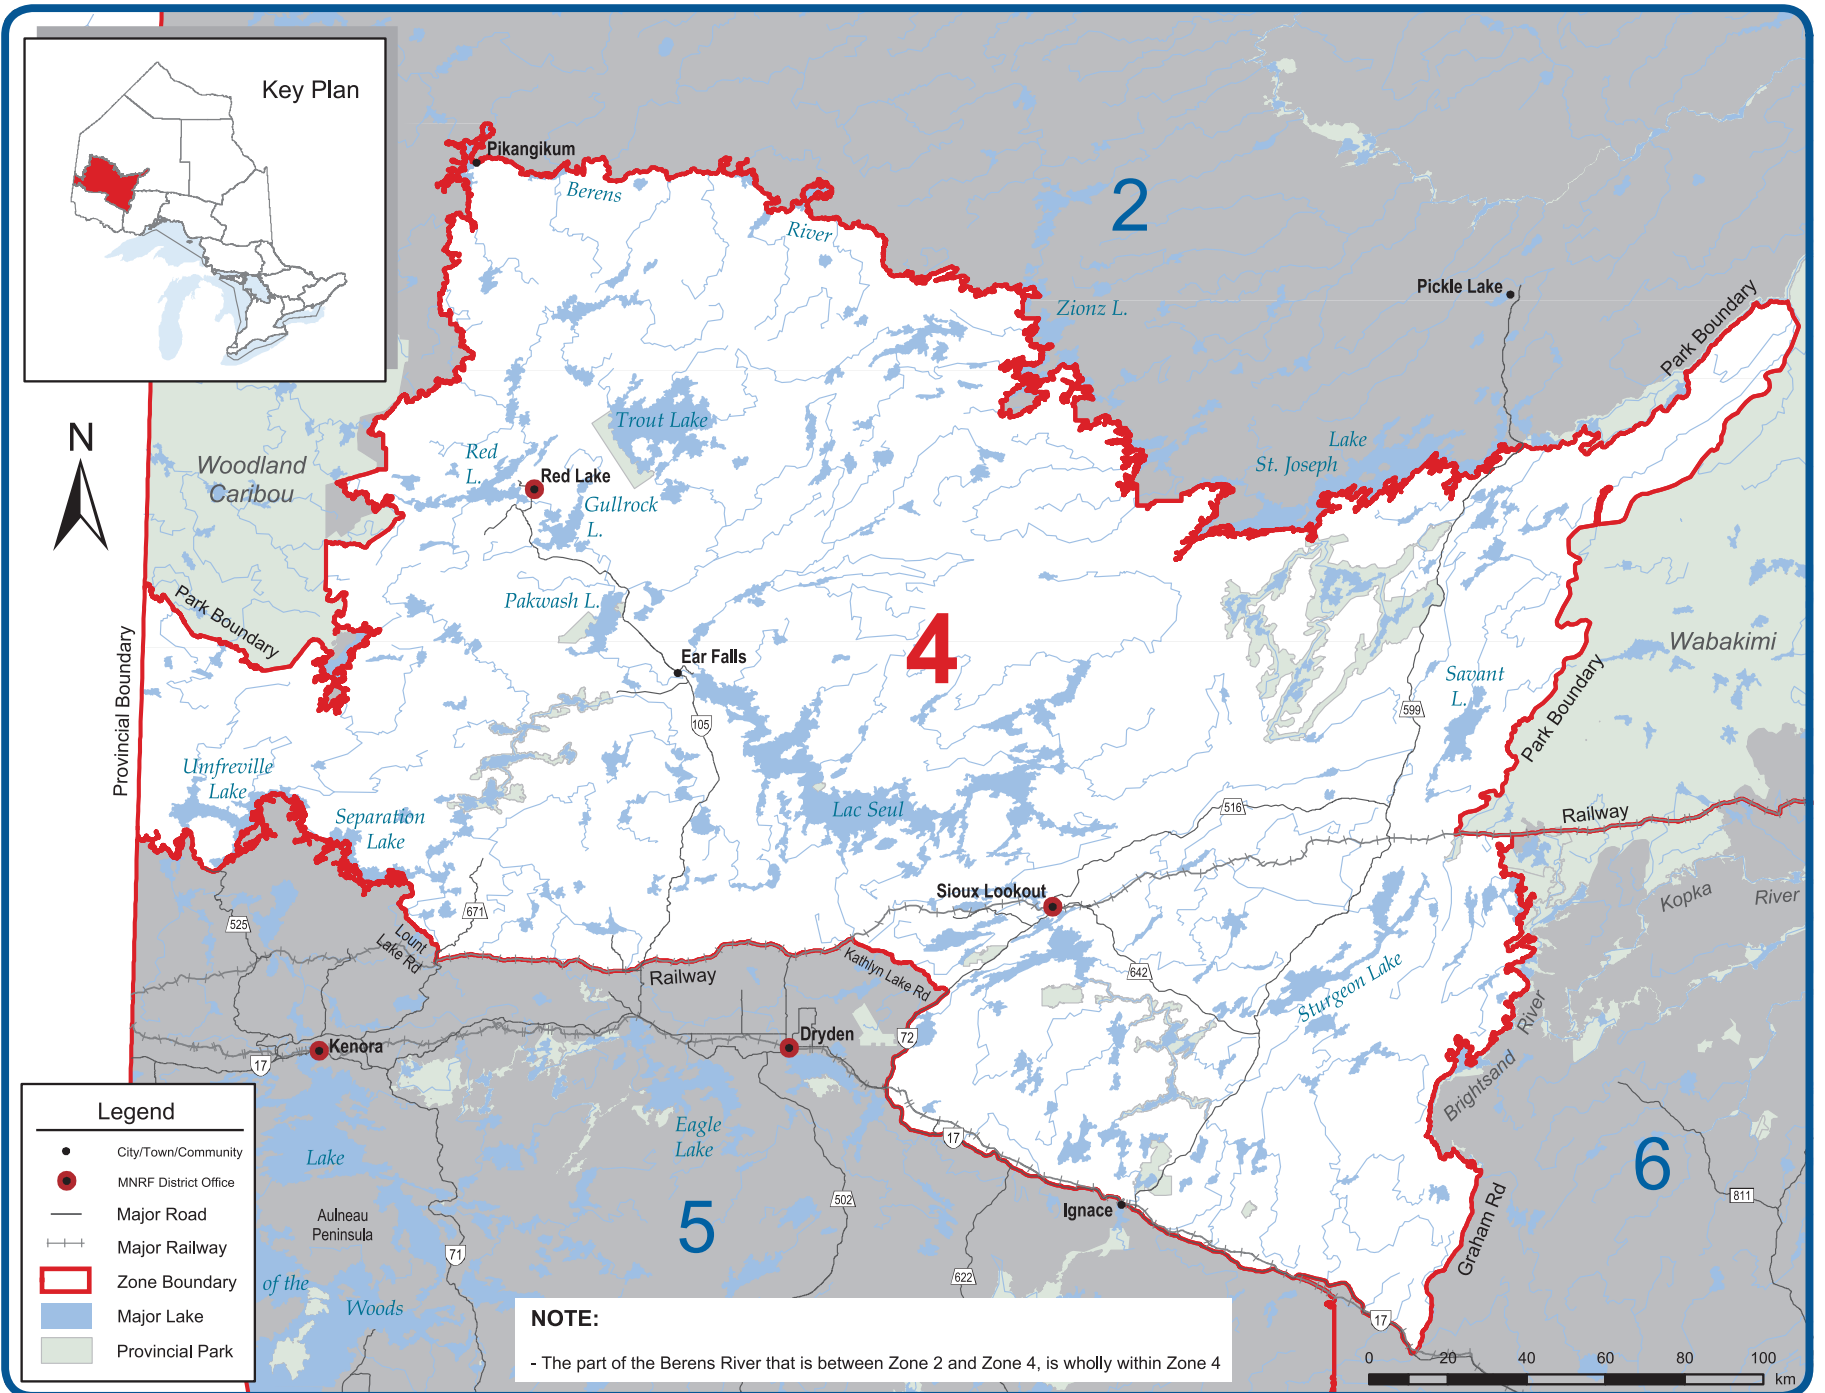 Key Plan
N
Pikangikum
Berens
River
2
Zionz L.
Pickle Lake
Park Boundary
Trout Lake
Red
L.
Red Lake
Gullrock
L.
Woodland
Caribou
Lake
St. Joseph
Park Boundary
Pakwash L.
Ear Falls
4
105
599
Savant
L.
Wabakimi
Park Boundary
Provincial Boundary
Umfreville
Lake
Separation
Lake
Lac Seul
516
Railway
Sioux Lookout
Kopka
River
671
525
Lount
Lake Rd
Railway
Kathlyn Lake Rd
642
Sturgeon Lake
72
Kenora
Dryden
17
Brightsand
River
Eagle
Lake
17
Graham Rd
6
811
5
502
Ignace
71
622
17
Lake
Aulneau
Peninsula
of the
Woods
Legend
City/Town/Community
MNRF District Office
Major Road
Major Railway
Zone Boundary
Major Lake
Provincial Park
NOTE:
- The part of the Berens River that is between Zone 2 and Zone 4, is wholly within Zone 4
0 20 40 60 80 100
km